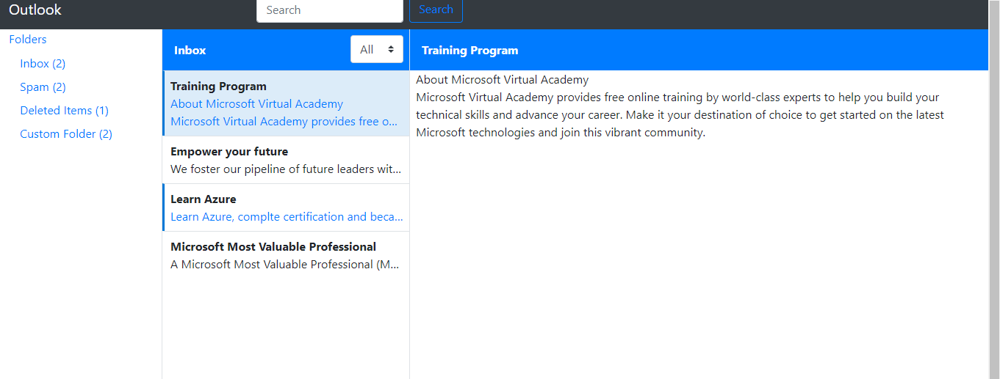 Outlook
Search
Search
Folders
Inbox (2)
Spam (2)
Deleted Items (1)
Custom Folder (2)
Inbox
All
Training Program
About Microsoft Virtual Academy
Microsoft Virtual Academy provides free o...
Empower your future
We foster our pipeline of future leaders wit...
Learn Azure
Learn Azure, complte certification and beca...
Microsoft Most Valuable Professional
A Microsoft Most Valuable Professional (M...
Training Program
About Microsoft Virtual Academy
Microsoft Virtual Academy provides free online training by world-class experts to help you build your
technical skills and advance your career. Make it your destination of choice to get started on the latest
Microsoft technologies and join this vibrant community.